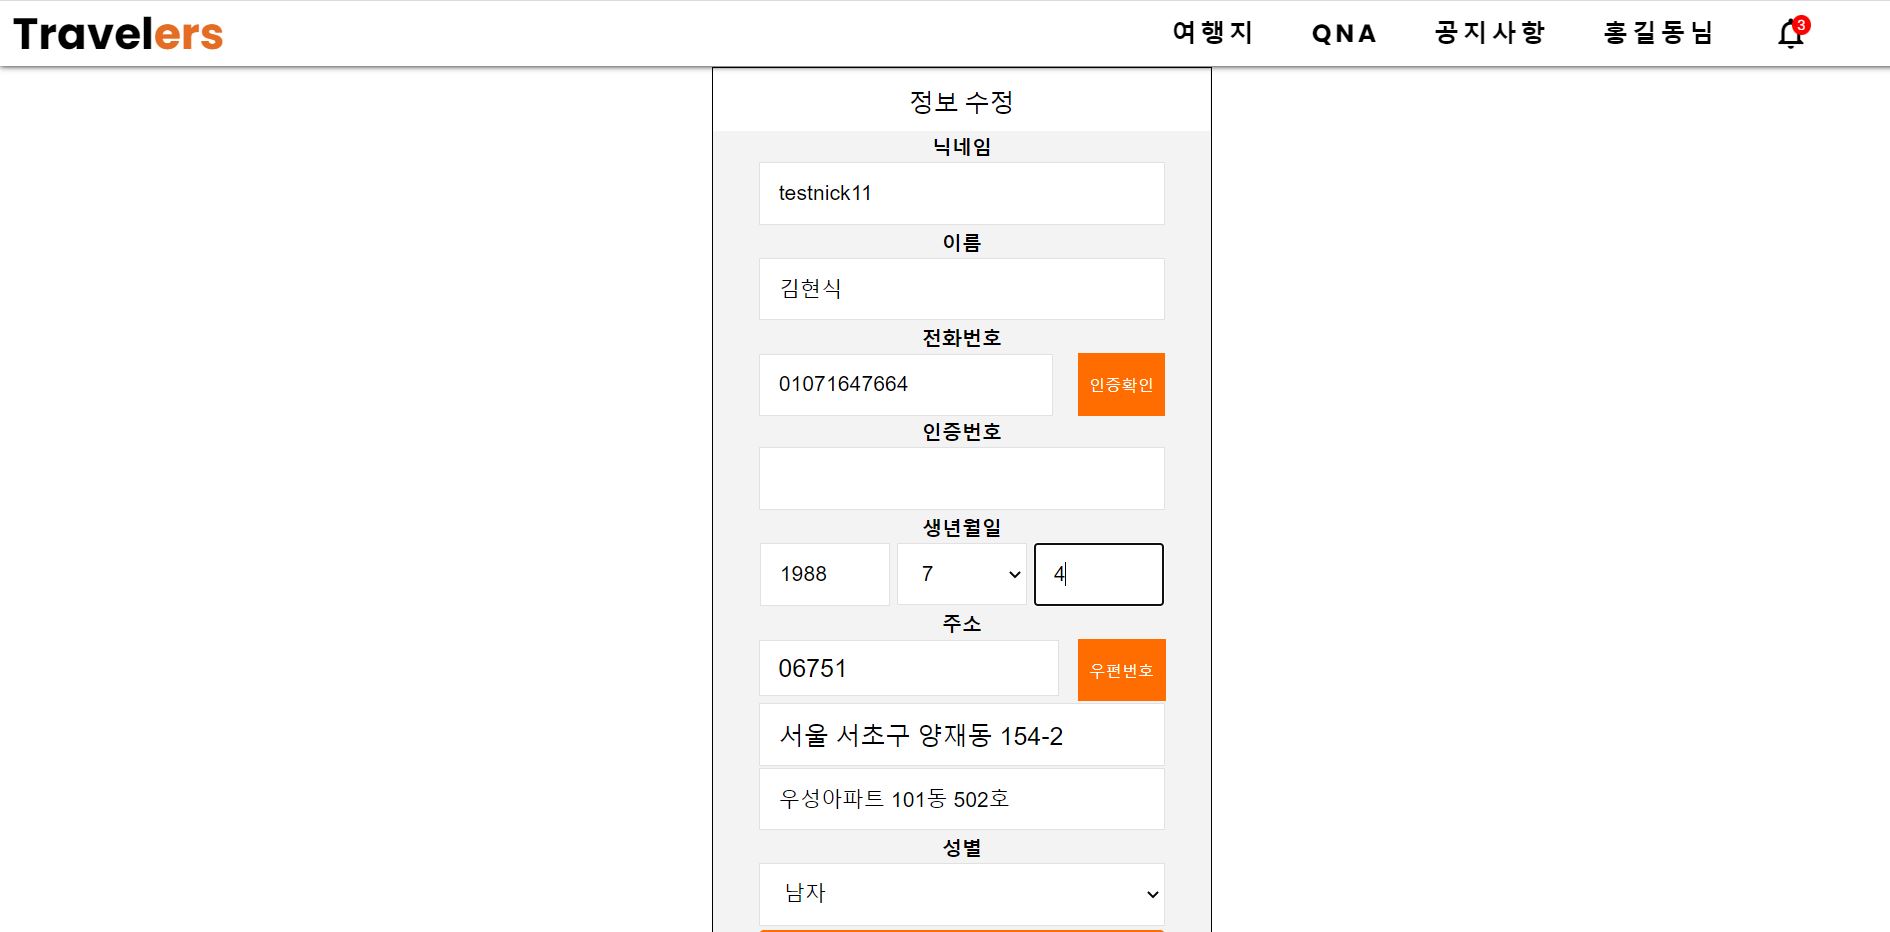 Travelers 여행지 QNA 공지사항 홍길동님 3
정보 수정
닉네임
testnick11
이름
김현식
전화번호
01071647664 인증확인
인증번호
생년월일
1988 7 4
주소
06751 우편번호
서울 서초구 양재동 154-2
우성아파트 101동 502호
성별
남자